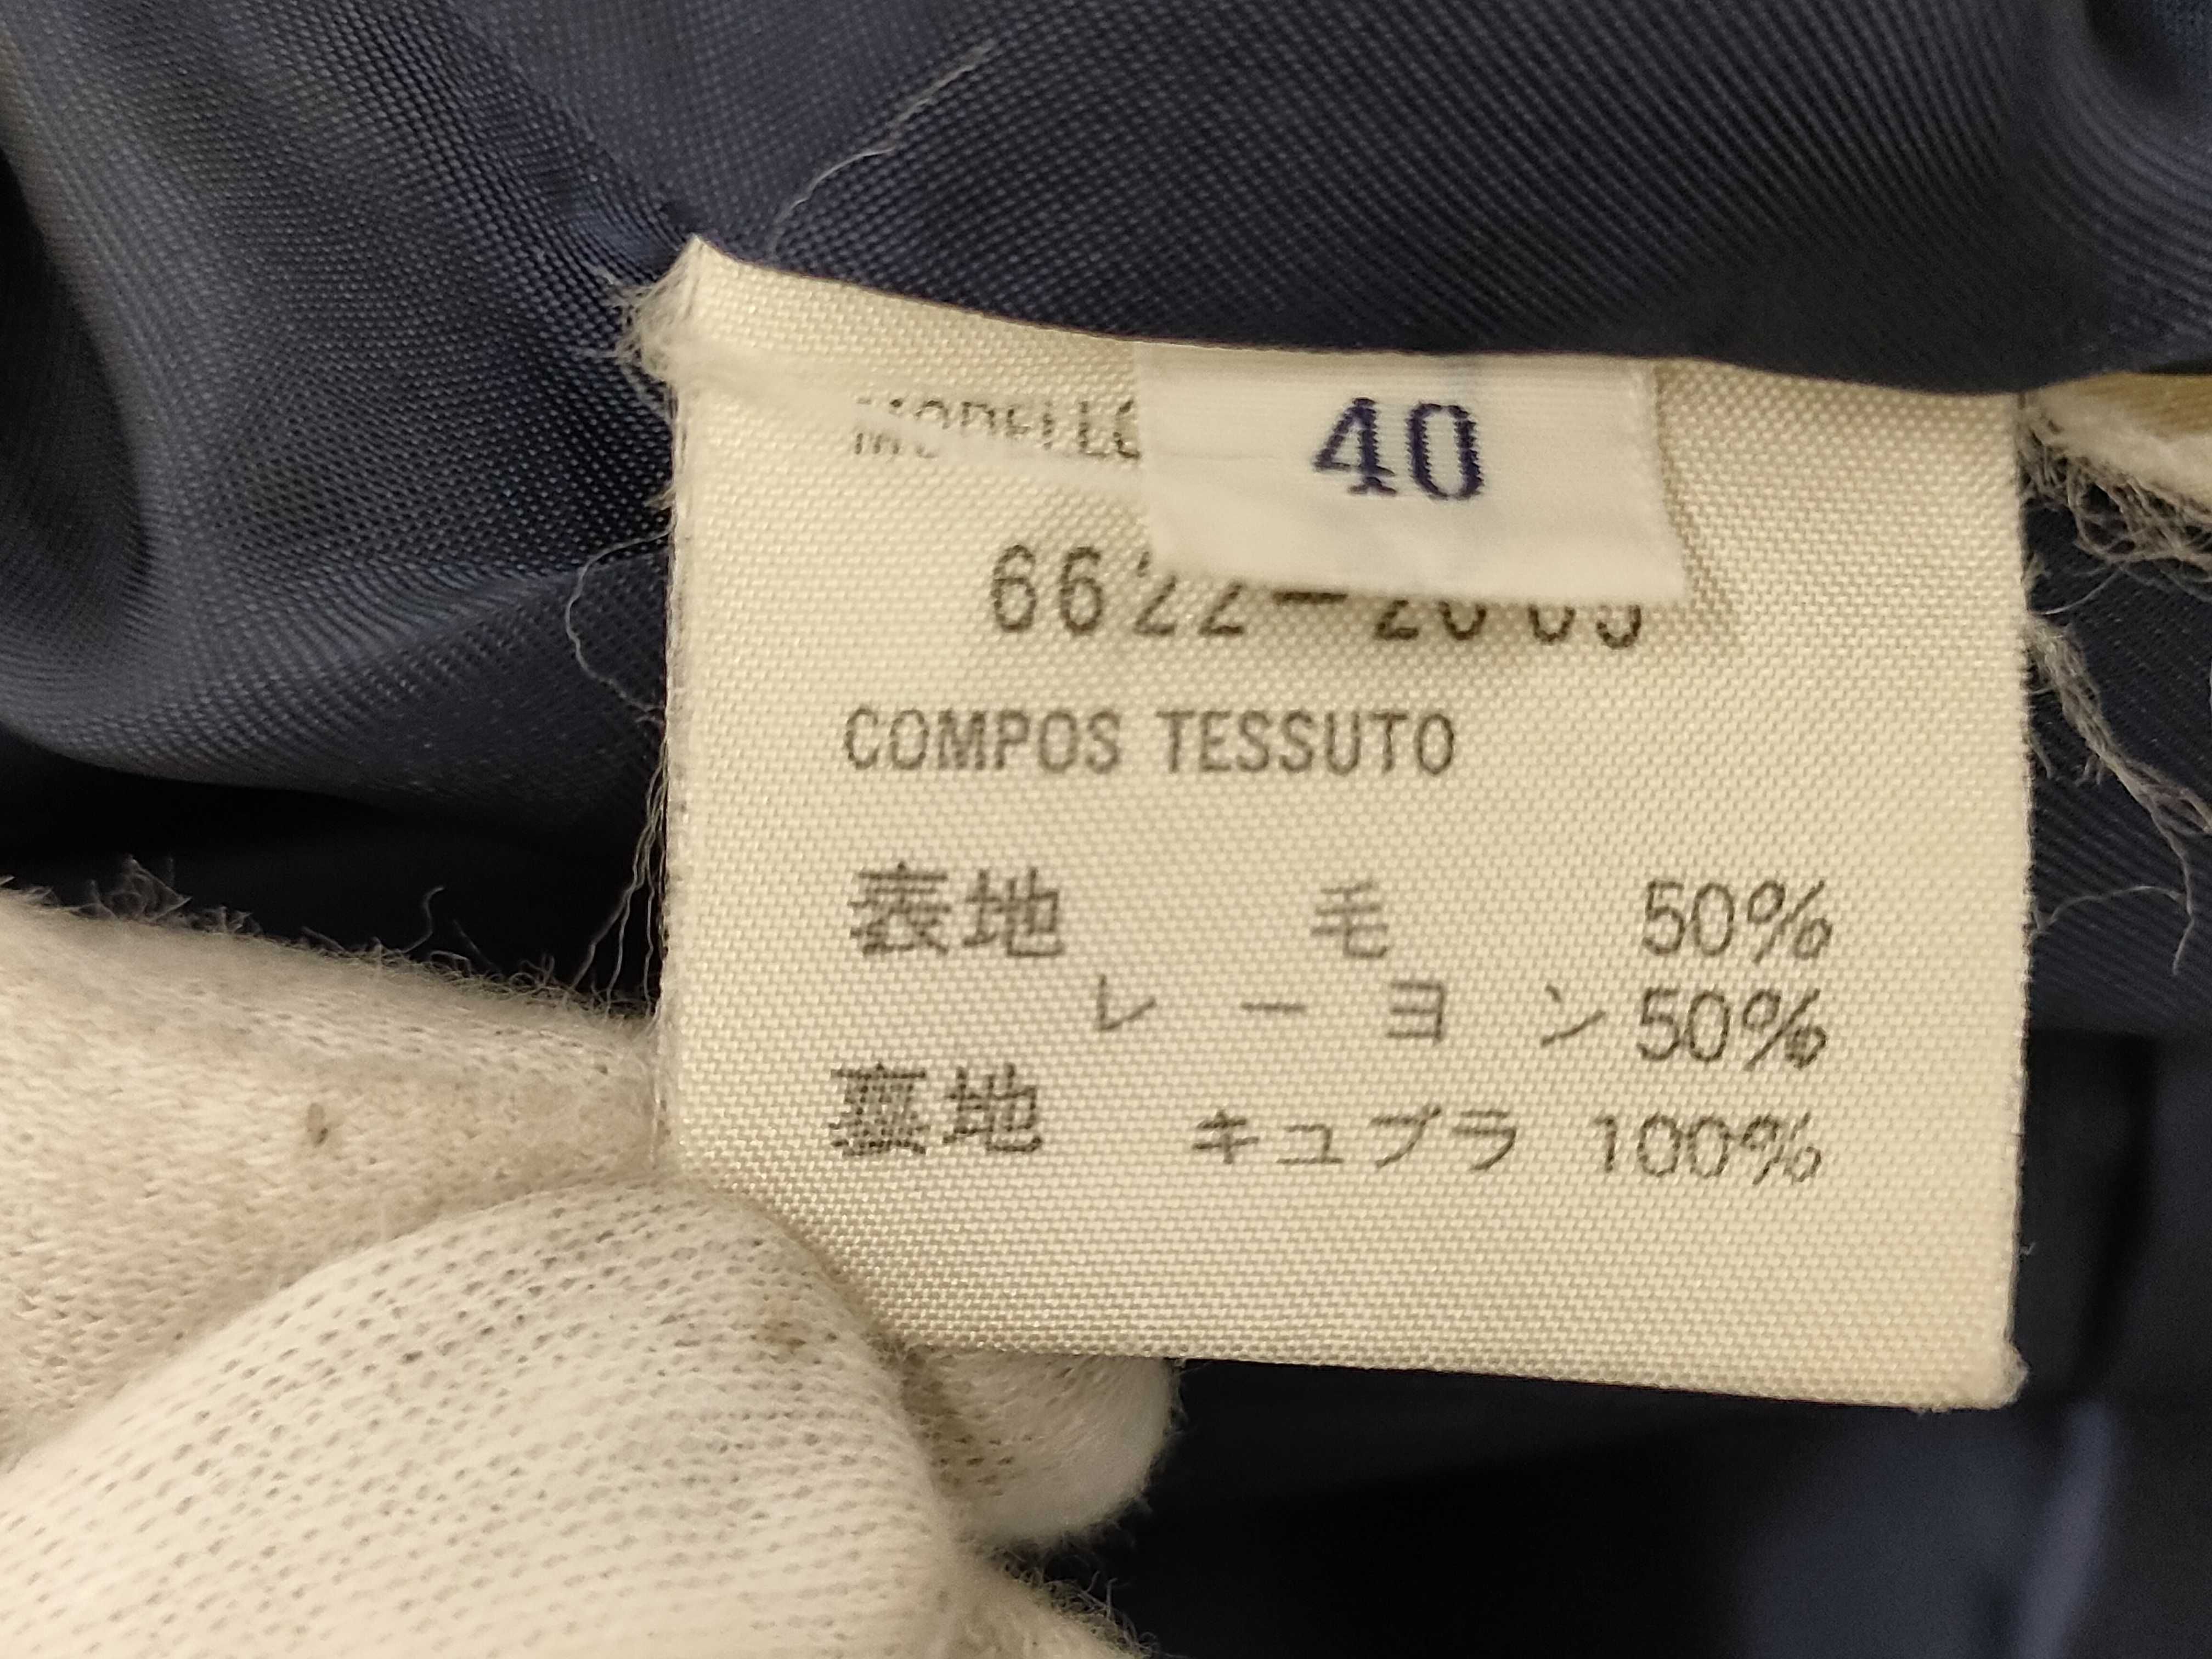 MODELLO
40
COMPOS TESSUTO
表地 毛 50%
レーヨン 50%
裏地 キュプラ 100%